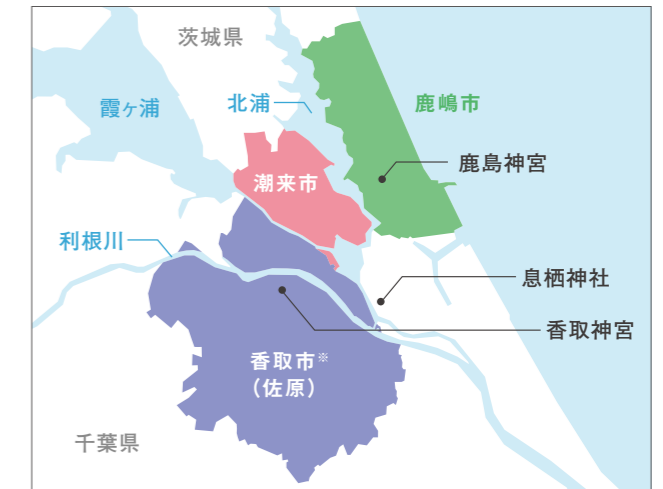 茨城県
霞ヶ浦
北浦
鹿嶋市
鹿島神宮
潮来市
利根川
息栖神社
香取神宮
香取市※
（佐原）
千葉県